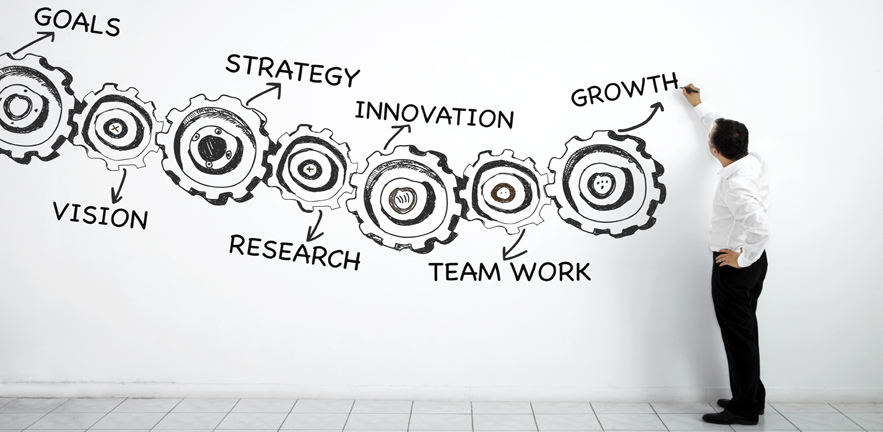 GOALS
VISION
STRATEGY
RESEARCH
INNOVATION
TEAM WORK
GROWTH